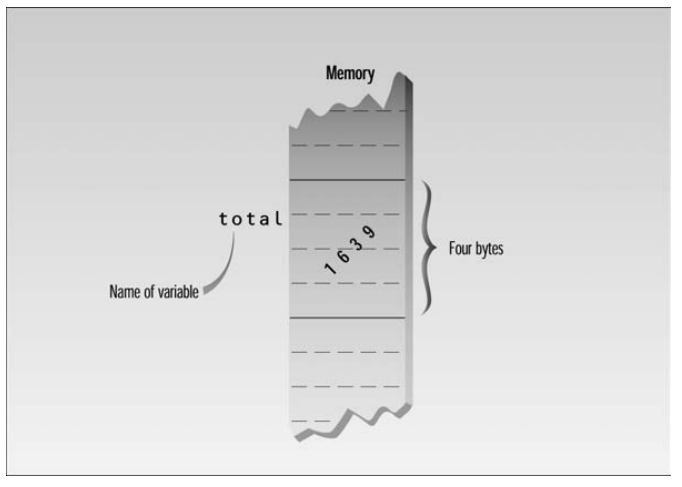 Memory
total
1639
Four bytes
Name of variable